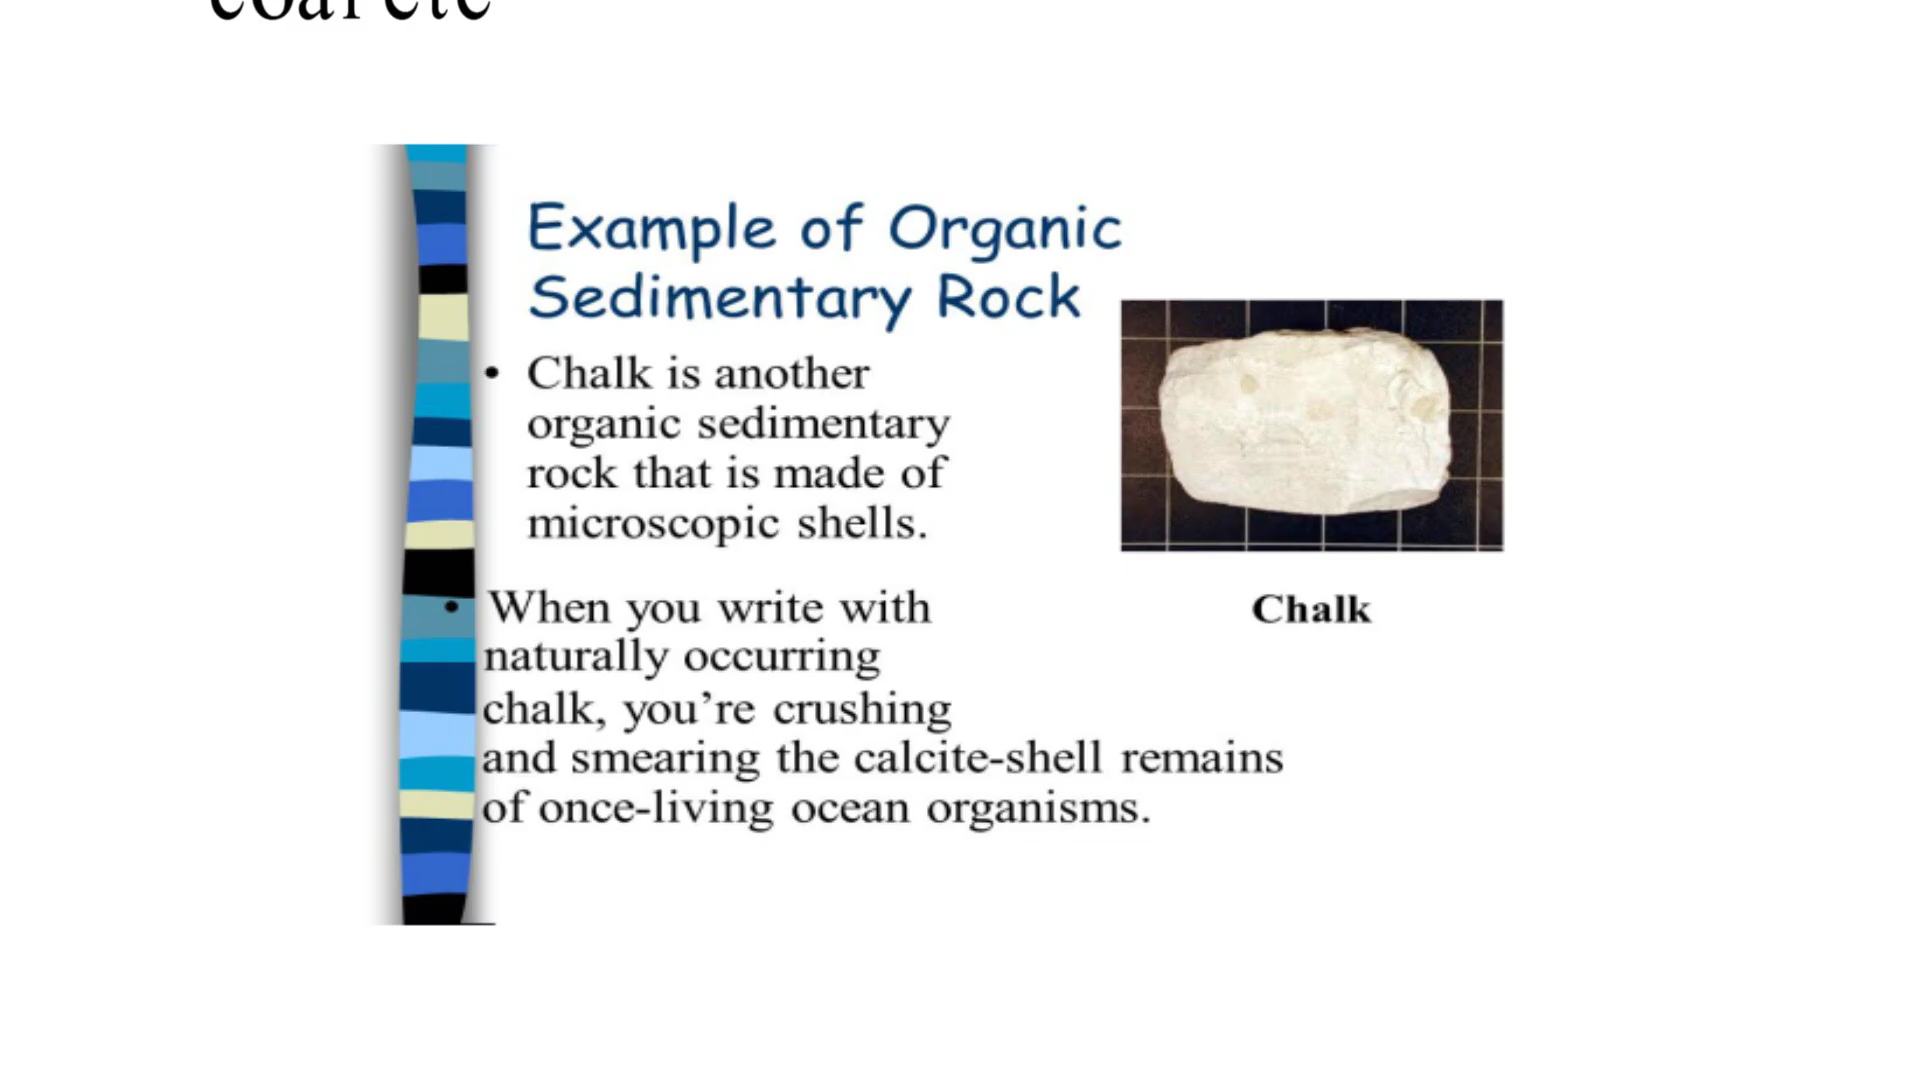 coal etc
Example of Organic
Sedimentary Rock
• Chalk is another
organic sedimentary
rock that is made of
microscopic shells.
• When you write with
naturally occurring
chalk, you’re crushing
and smearing the calcite-shell remains
of once-living ocean organisms.
Chalk